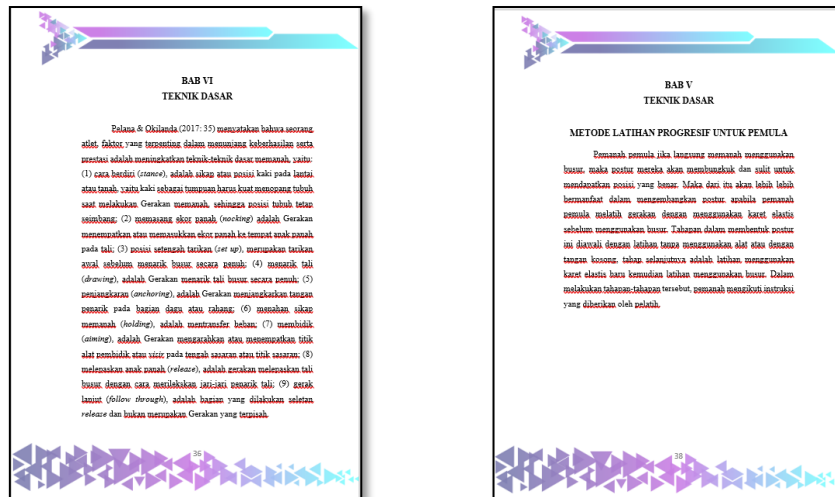 BAB VI
TEKNIK DASAR
Pelana & Okilanda (2017: 35) menyatakan bahwa seorang
atlet, faktor yang terpenting dalam menunjang keberhasilan serta
prestasi adalah meningkatkan teknik-teknik dasar memanah, yaitu:
(1) cara berdiri (stance), adalah sikap atau posisi kaki pada lantai
atau tanah, yaitu kaki sebagai tumpuan harus kuat menopang tubuh
saat melakukan Gerakan memanah, sehingga posisi tubuh tetap
seimbang; (2) memasang ekor panah (nocking) adalah Gerakan
menempatkan atau memasukkan ekor panah ke tempat anak panah
pada tali; (3) posisi setengah tarikan (set up), merupakan tarikan
awal sebelum menarik busur secara penuh; (4) menarik tali
(drawing), adalah Gerakan menarik tali busur secara penuh; (5)
penjangkaran (anchoring), adalah Gerakan menjangkarkan tangan
penarik pada bagian dagu atau rahang; (6) menahan sikap
memanah (holding), adalah mentransfer beban; (7) membidik
(aiming), adalah Gerakan mengarahkan atau menempatkan titik
alat pembidik atau visir pada tengah sasaran atau titik sasaran; (8)
melepaskan anak panah (release), adalah gerakan melepaskan tali
busur dengan cara merilekskan jari-jari penarik tali; (9) gerak
lanjut (follow through), adalah bagian yang dilakukan seletan
release dan bukan merupakan Gerakan yang terpisah.
36
BAB V
TEKNIK DASAR
METODE LATIHAN PROGRESIF UNTUK PEMULA
Pemanah pemula jika langsung memanah menggunakan
busur, maka postur mereka akan membungkuk dan sulit untuk
mendapatkan posisi yang benar. Maka dari itu akan lebih lebih
bermanfaat dalam mengembangkan postur apabila pemanah
pemula melatih gerakan dengan menggunakan karet elastis
sebelum menggunakan busur. Tahapan dalam membentuk postur
ini diawali dengan latihan tanpa menggunakan alat atau dengan
tangan kosong, tahap selanjutnya adalah latihan menggunakan
karet elastis baru kemudian latihan menggunakan busur. Dalam
melakukan tahapan-tahapan tersebut, pemanah mengikuti instruksi
yang diberikan oleh pelatih.
38